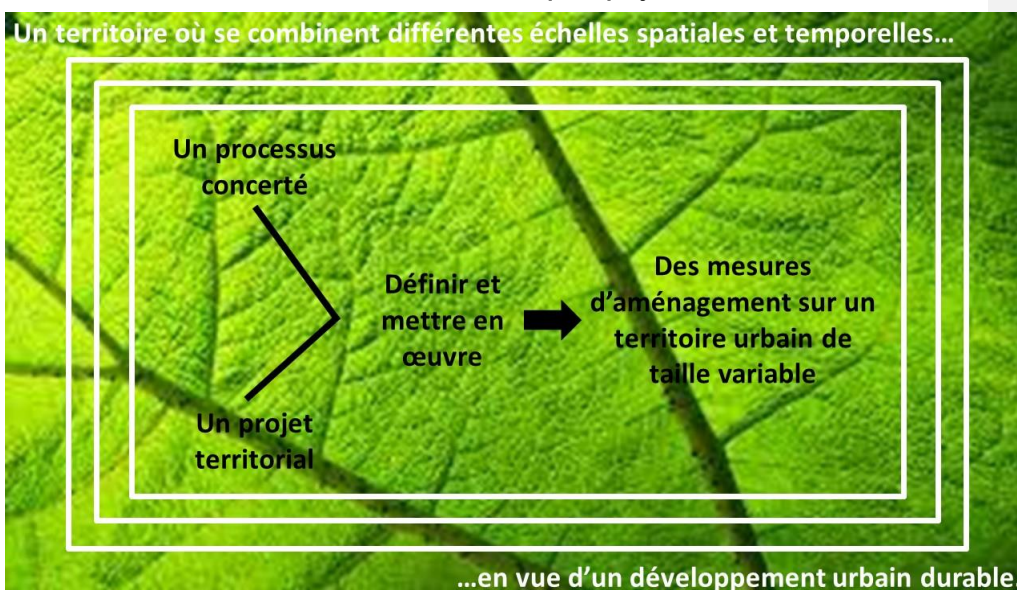 Un territoire où se combinent différentes échelles spatiales et temporelles...
Un processus
concerté
Définir et
mettre en
œuvre
Des mesures
d'aménagement sur un
territoire urbain de
taille variable
Un projet
territorial
...en vue d'un développement urbain durable.